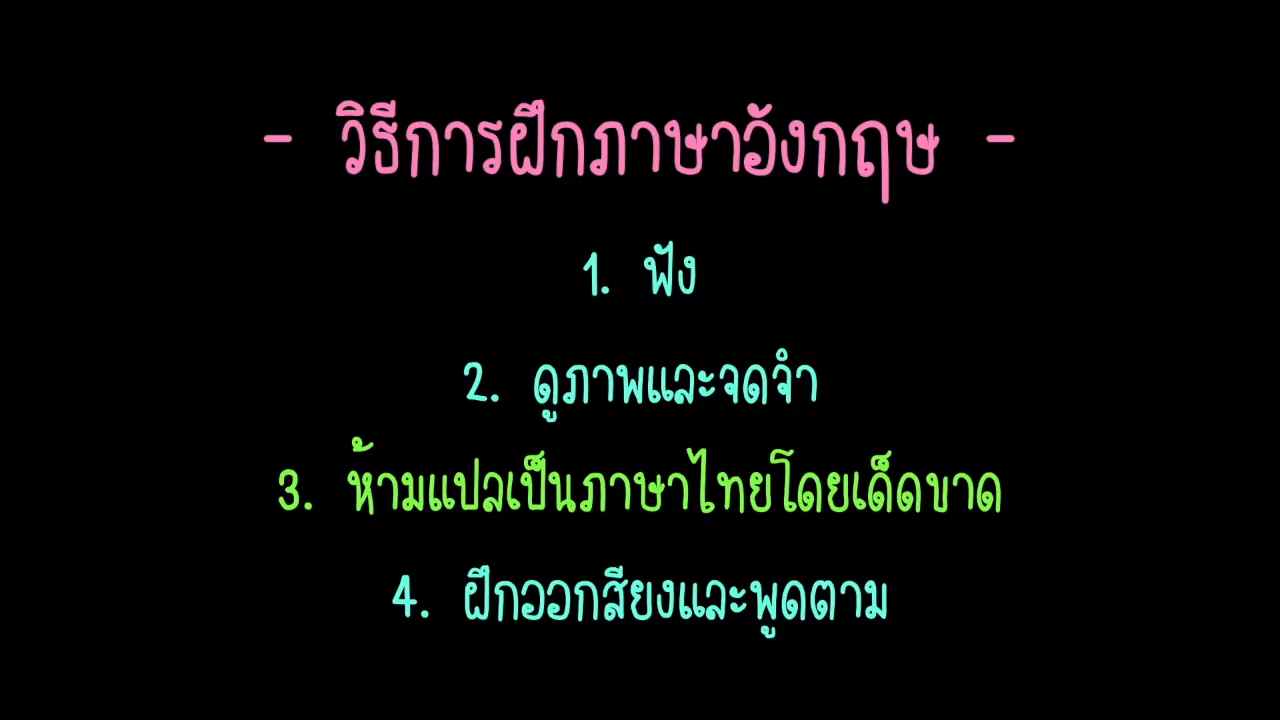 - วิธีการฝึกภาษาอังกฤษ -
1. ฟัง
2. ดูภาพและจดจำ
3. ห้ามแปลเป็นภาษาไทยโดยเด็ดขาด
4. ฝึกออกสียงและพูดตาม